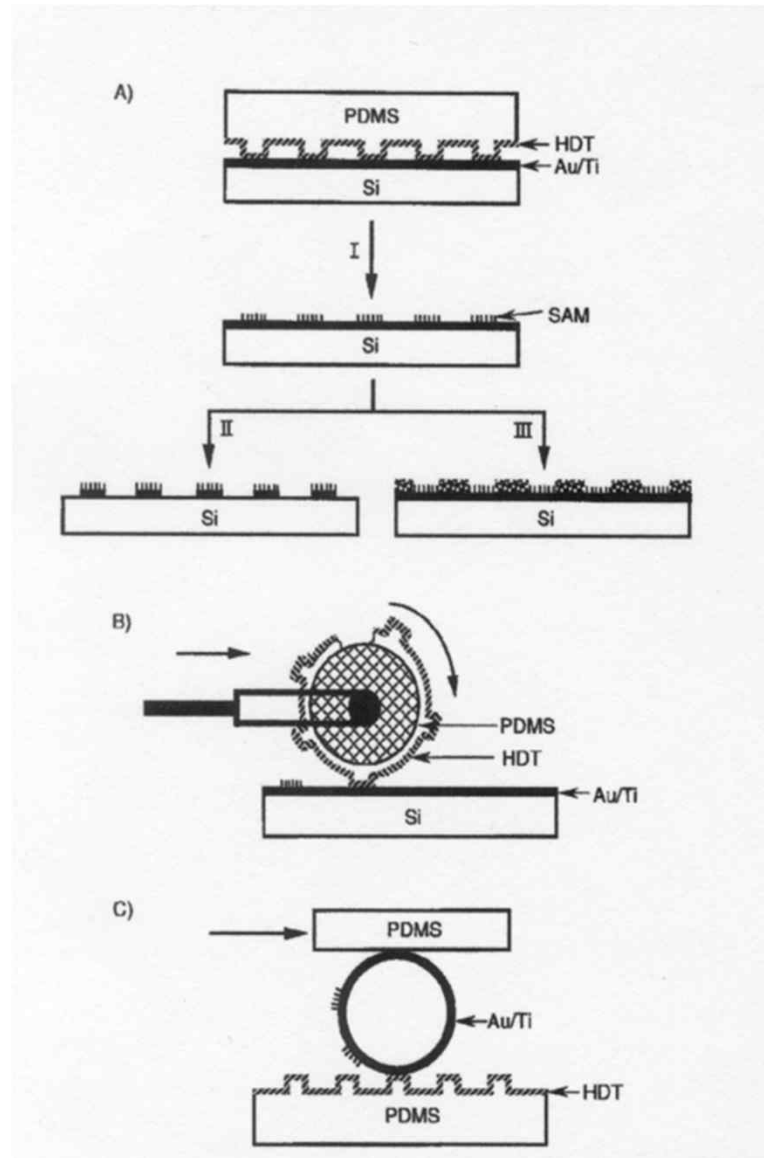 A)
PDMS
HDT
Au/Ti
Si
I
SAM
Si
II
III
Si
Si
B)
PDMS
HDT
Au/Ti
Si
C)
PDMS
Au/Ti
HDT
PDMS